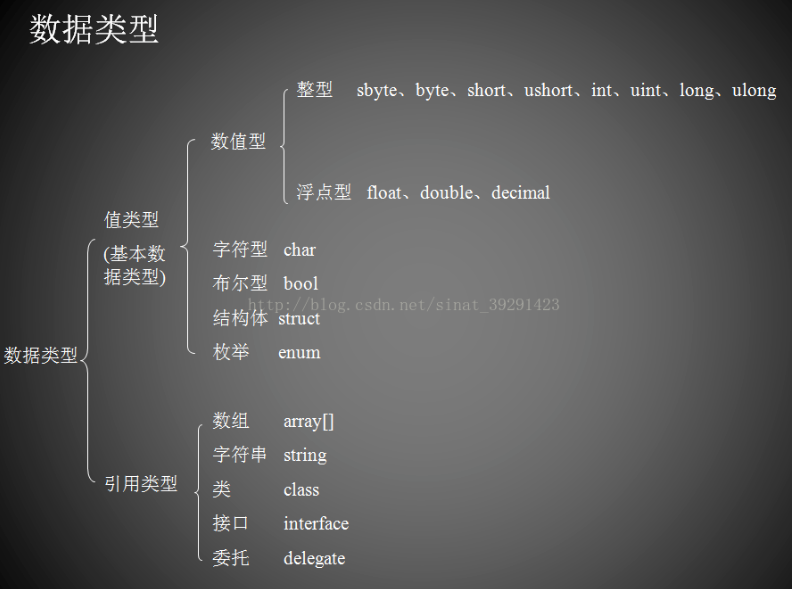 数据类型
整型 sbyte、byte、short、ushort、int、uint、long、ulong
数值型
浮点型 float、double、decimal
值类型
(基本数
据类型)
字符型 char
布尔型 bool
http://blog.csdn.net/sinat_39291423
结构体 struct
枚举 enum
数据类型
数组 array[]
字符串 string
引用类型
类 class
接口 interface
委托 delegate